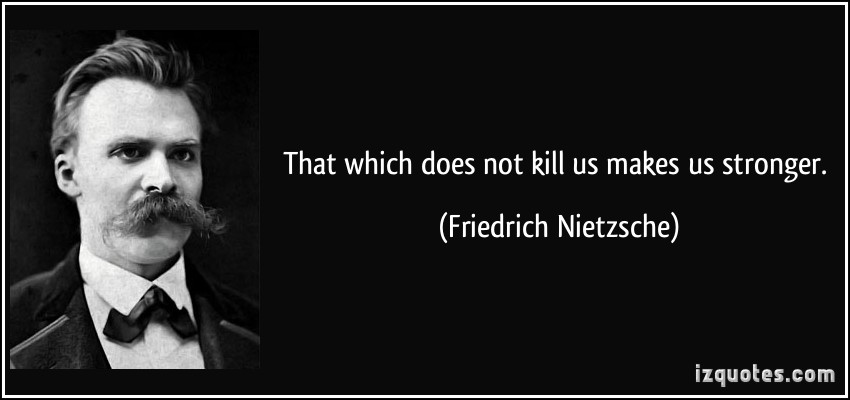 That which does not kill us makes us stronger.
(Friedrich Nietzsche)
izquotes.com